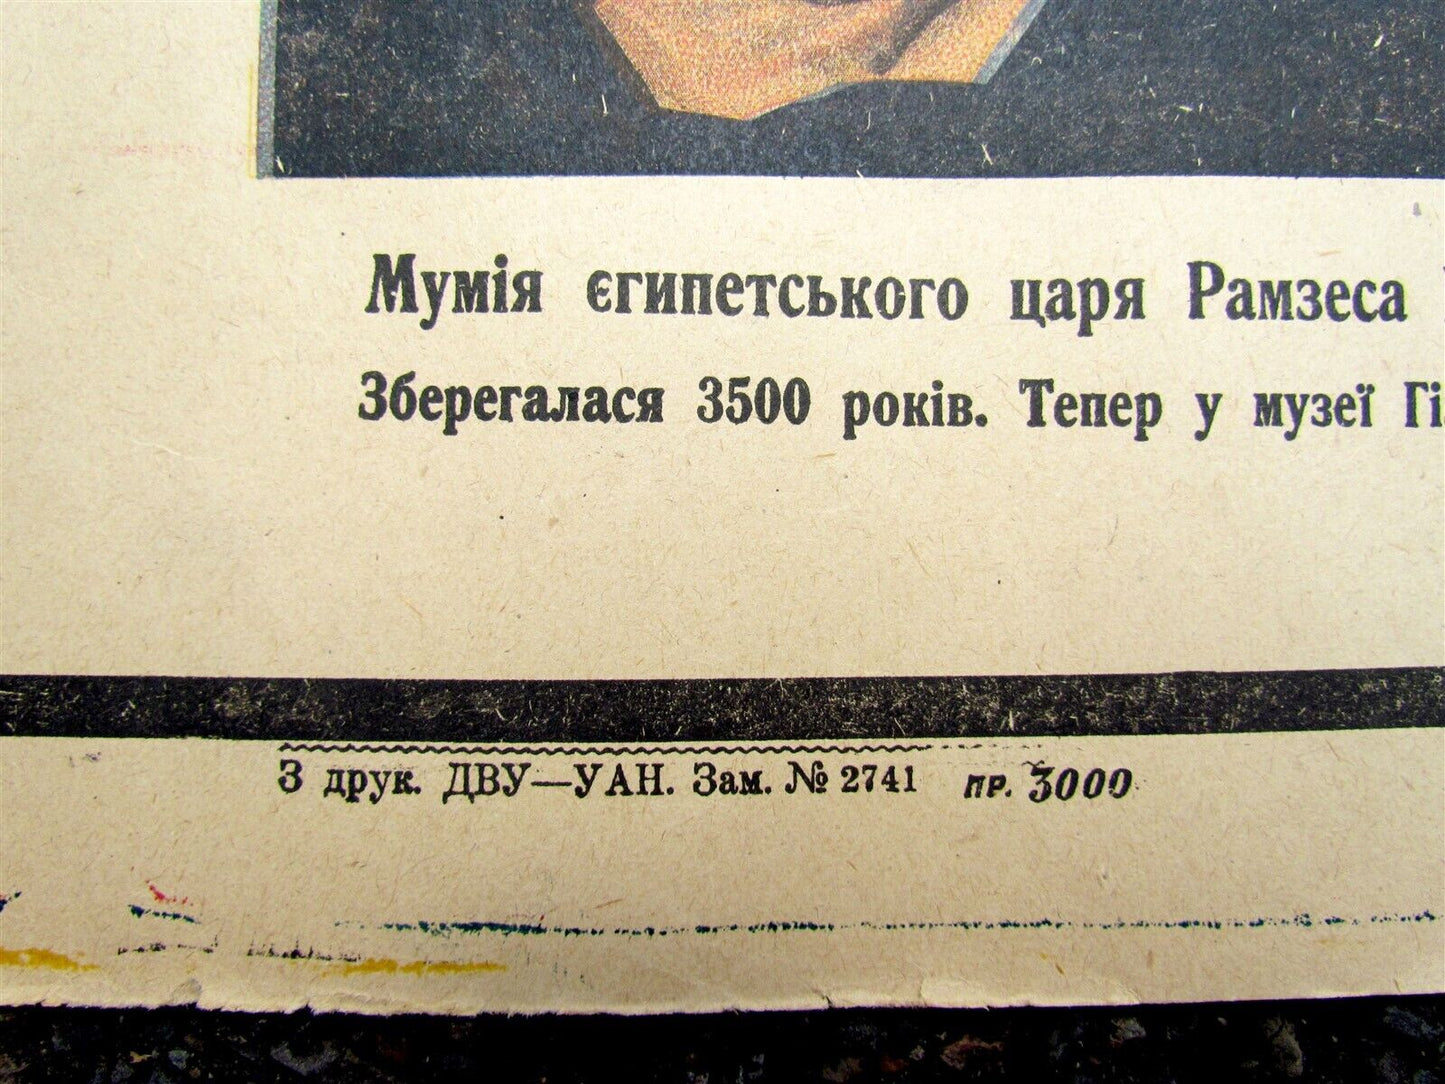 Мумія єгипетського царя Рамзеса
Зберегалася 3500 років. Тепер у музеї
З друк. ДВУ—УАН. Зам. № 2741 пр. 3000